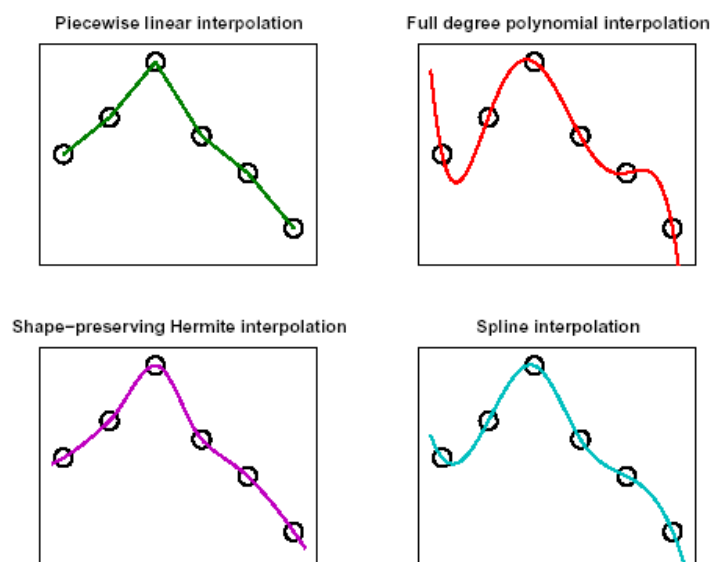 Piecewise linear interpolation
Full degree polynomial interpolation
Shape−preserving Hermite interpolation
Spline interpolation